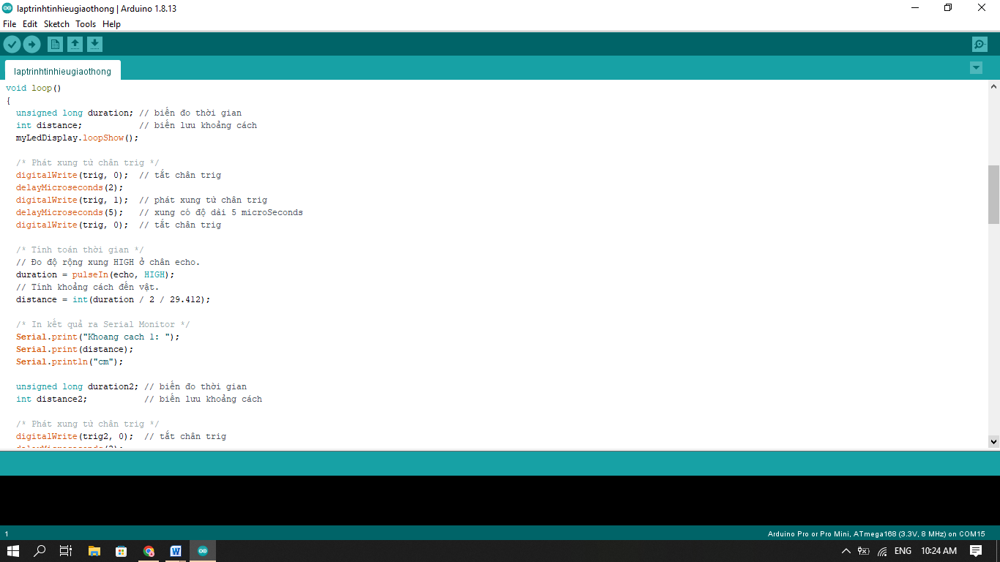 laptrinhtinhieugiaothong | Arduino 1.8.13
File Edit Sketch Tools Help
laptrinhtinhieugiaothong
void loop()
{
unsigned long duration; // biến đo thời gian
int distance; // biến lưu khoảng cách
myLedDisplay.loopShow();
/* Phát xung từ chân trig */
digitalWrite(trig, 0); // tắt chân trig
delayMicroseconds(2);
digitalWrite(trig, 1); // phát xung từ chân trig
delayMicroseconds(5); // xung có độ dài 5 microSeconds
digitalWrite(trig, 0); // tắt chân trig
/* Tính toán thời gian */
// Đo độ rộng xung HIGH ở chân echo.
duration = pulseIn(echo, HIGH);
// Tính khoảng cách đến vật.
distance = int(duration / 2 / 29.412);
/* In kết quả ra Serial Monitor */
Serial.print("Khoang cach 1: ");
Serial.print(distance);
Serial.println("cm");
unsigned long duration2; // biến đo thời gian
int distance2; // biến lưu khoảng cách
/* Phát xung từ chân trig */
digitalWrite(trig2, 0); // tắt chân trig
delayMicroseconds(2);
1
Arduino Pro or Pro Mini, ATmega168 (3.3V, 8 MHz) on COM15
ENG 10:24 AM